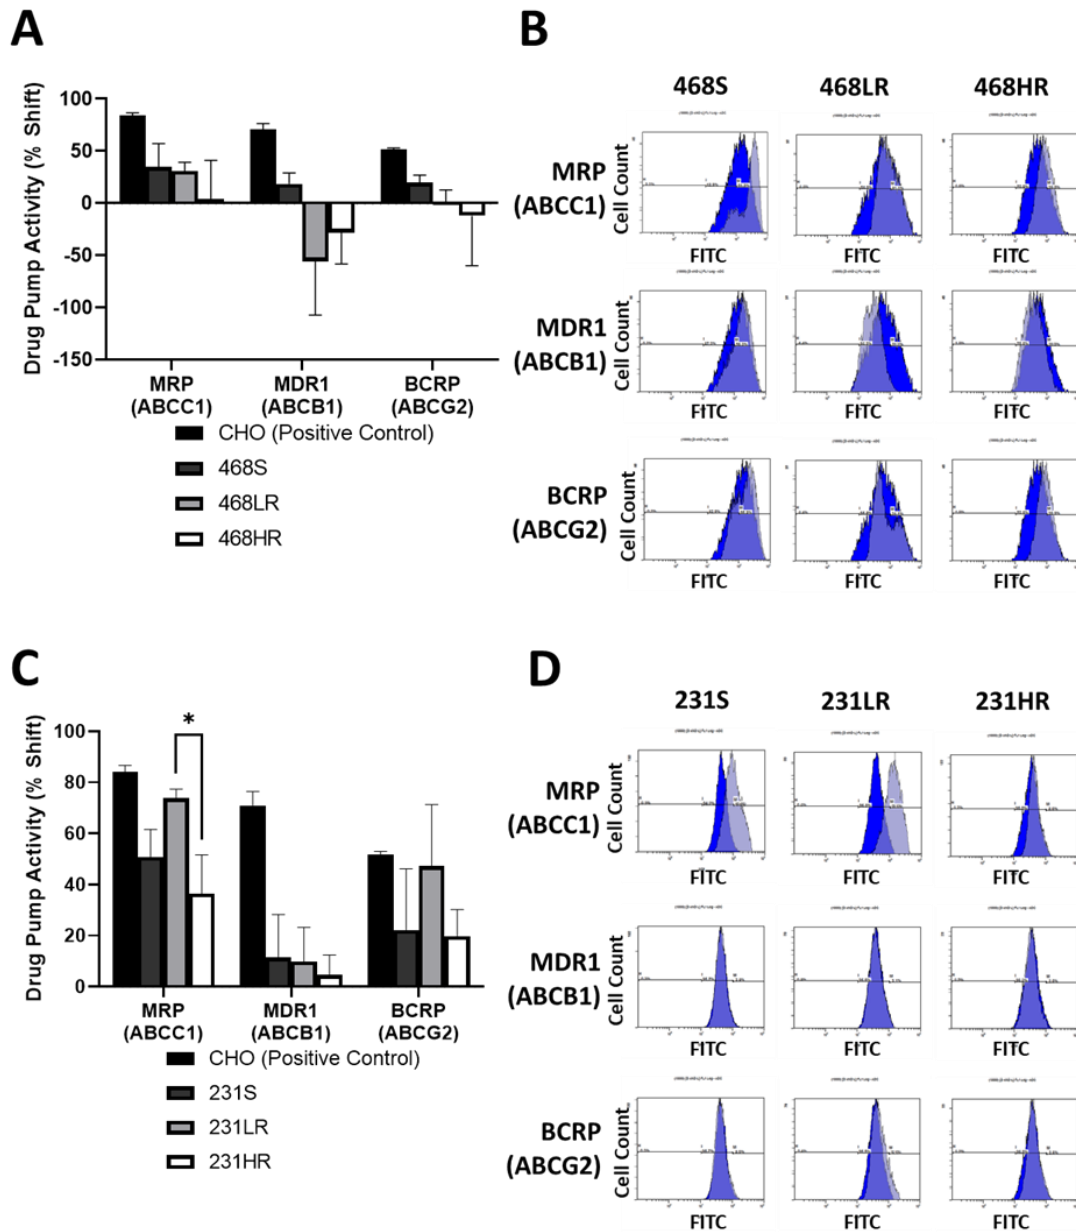 A
Drug Pump Activity (% Shift)
100
50
0
-50
-100
-150
MRP
(ABCC1)
MDR1
(ABCB1)
BCRP
(ABCG2)
CHO (Positive Control)
468S
468LR
468HR
B
468S
468LR
468HR
MRP
(ABCC1)
Cell Count
FITC
FITC
FITC
MDR1
(ABCB1)
Cell Count
FITC
FITC
FITC
BCRP
(ABCG2)
Cell Count
FITC
FITC
FITC
C
Drug Pump Activity (% Shift)
100
80
60
40
20
0
*
MRP
(ABCC1)
MDR1
(ABCB1)
BCRP
(ABCG2)
CHO (Positive Control)
231S
231LR
231HR
D
231S
231LR
231HR
MRP
(ABCC1)
Cell Count
FITC
FITC
FITC
MDR1
(ABCB1)
Cell Count
FITC
FITC
FITC
BCRP
(ABCG2)
Cell Count
FITC
FITC
FITC